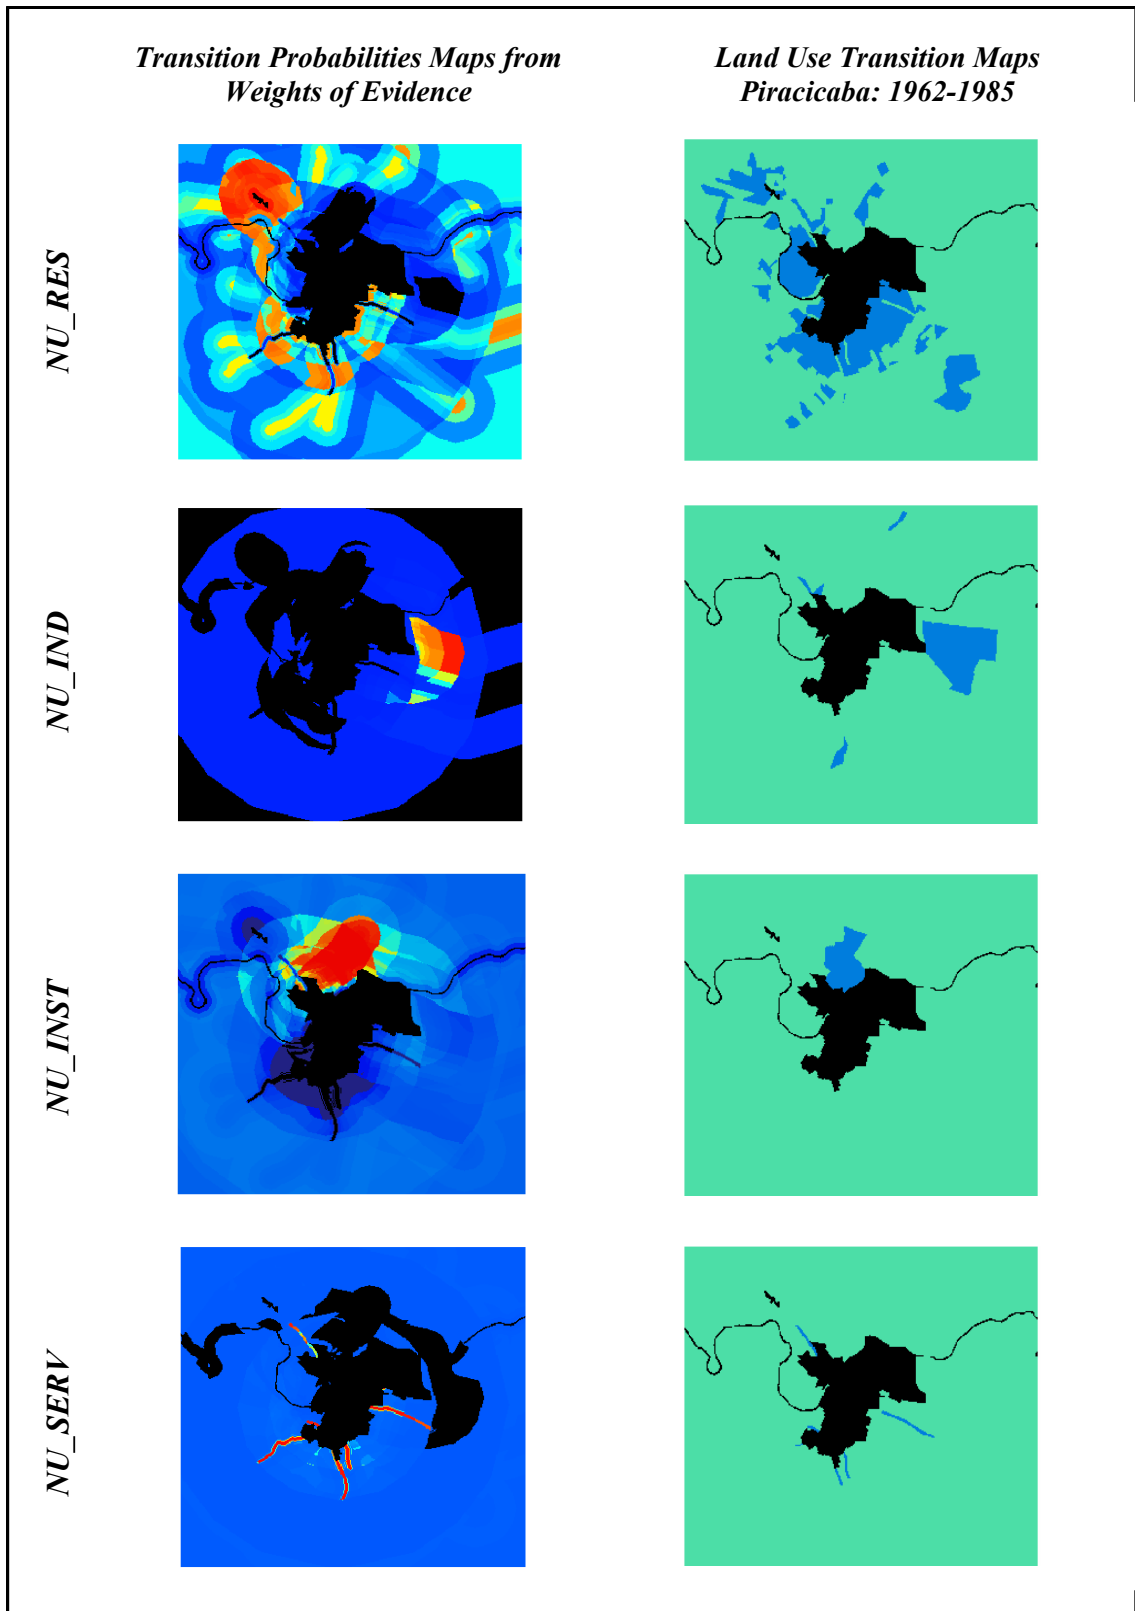 Transition Probabilities Maps from
Weights of Evidence
Land Use Transition Maps
Piracicaba: 1962-1985
NU_RES
NU_IND
NU_INST
NU_SERV